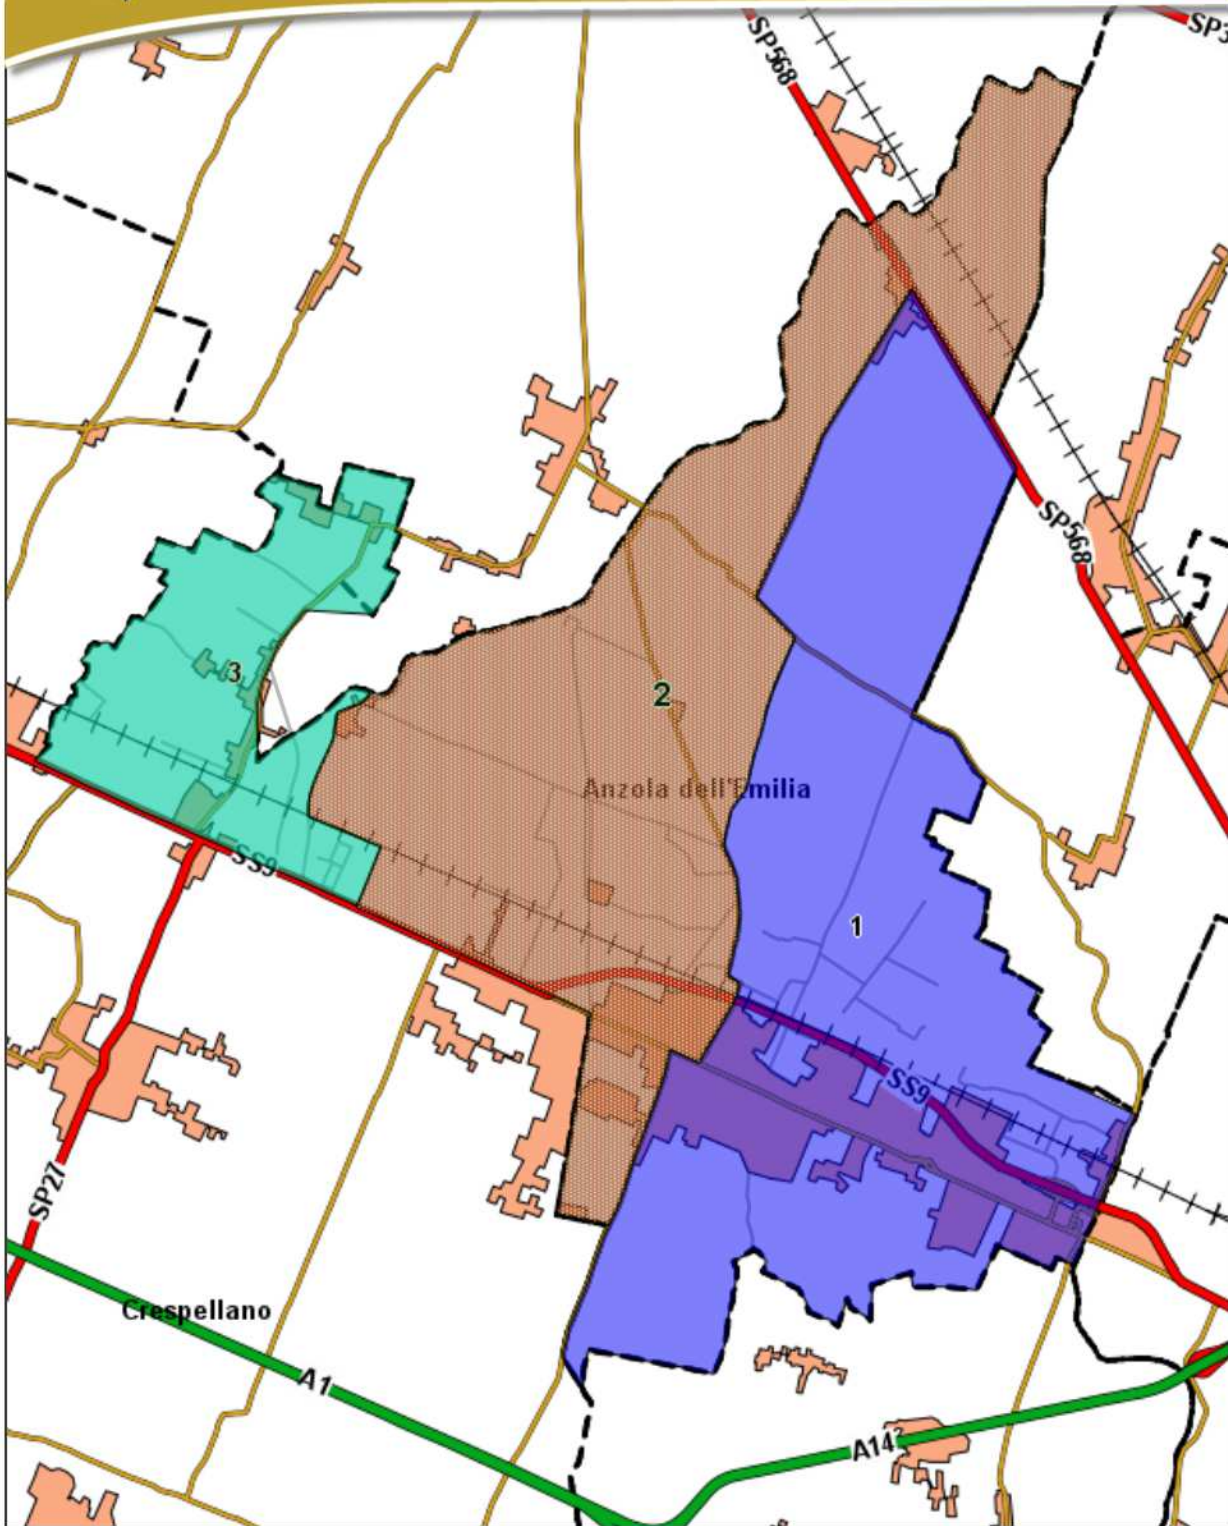 SP568
SP3
SP568
3
2
Anzola dell'Emilia
SS9
1
SS9
SP27
Crespellano
A1
A14